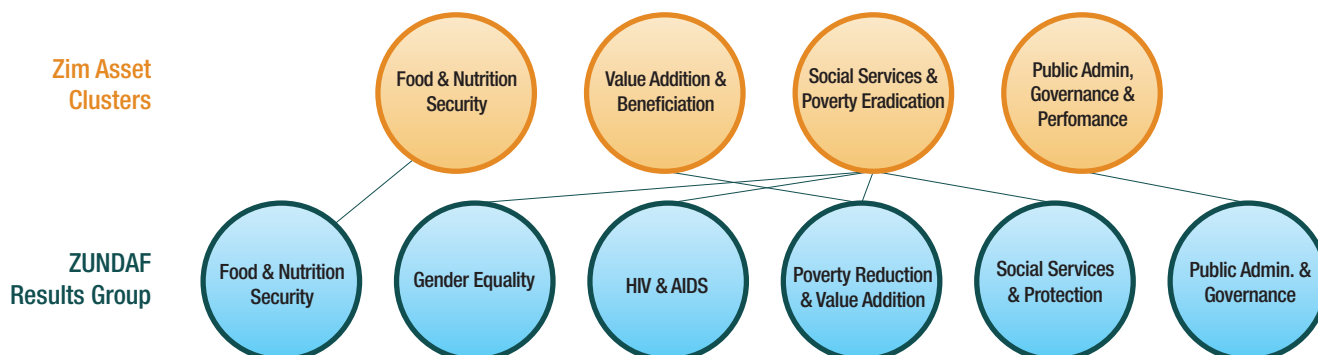 Zim Asset
Clusters
Food & Nutrition
Security
Value Addition &
Beneficiation
Social Services &
Poverty Eradication
Public Admin,
Governance &
Perfomance
ZUNDAF
Results Group
Food & Nutrition
Security
Gender Equality
HIV & AIDS
Poverty Reduction
& Value Addition
Social Services
& Protection
Public Admin. &
Governance